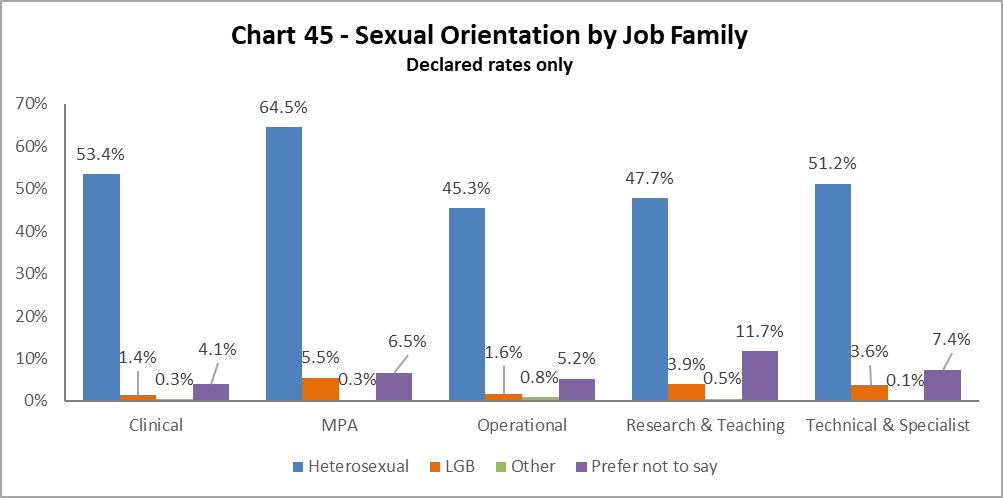 Chart 45 - Sexual Orientation by Job Family
Declared rates only
70%
60%
50%
40%
30%
20%
10%
0%
53.4%
1.4%
0.3%
4.1%
64.5%
5.5%
0.3%
6.5%
45.3%
1.6%
0.8%
5.2%
47.7%
3.9%
0.5%
11.7%
51.2%
3.6%
0.1%
7.4%
Clinical
MPA
Operational
Research & Teaching
Technical & Specialist
Heterosexual
LGB
Other
Prefer not to say